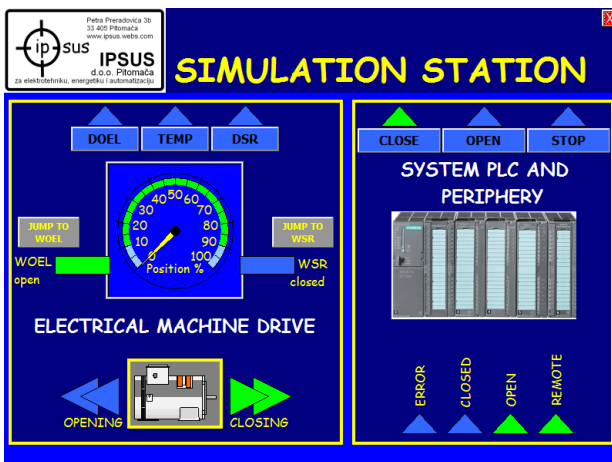 Petra Preradovića 3b
33 405 Pitomača
www.ipsus.webs.com
ip sus
IPSUS
d.o.o. Pitomača
za elektrotehniku, energetiku i automatizaciju
SIMULATION STATION
X
DOEL TEMP DSR
CLOSE OPEN STOP
SYSTEM PLC AND
PERIPHERY
0 10 20 30 40 50 60 70 80 90 100
Position %
JUMP TO
WOEL
JUMP TO
WSR
WOEL
open
WSR
closed
ELECTRICAL MACHINE DRIVE
OPENING
CLOSING
ERROR
CLOSED
OPEN
REMOTE